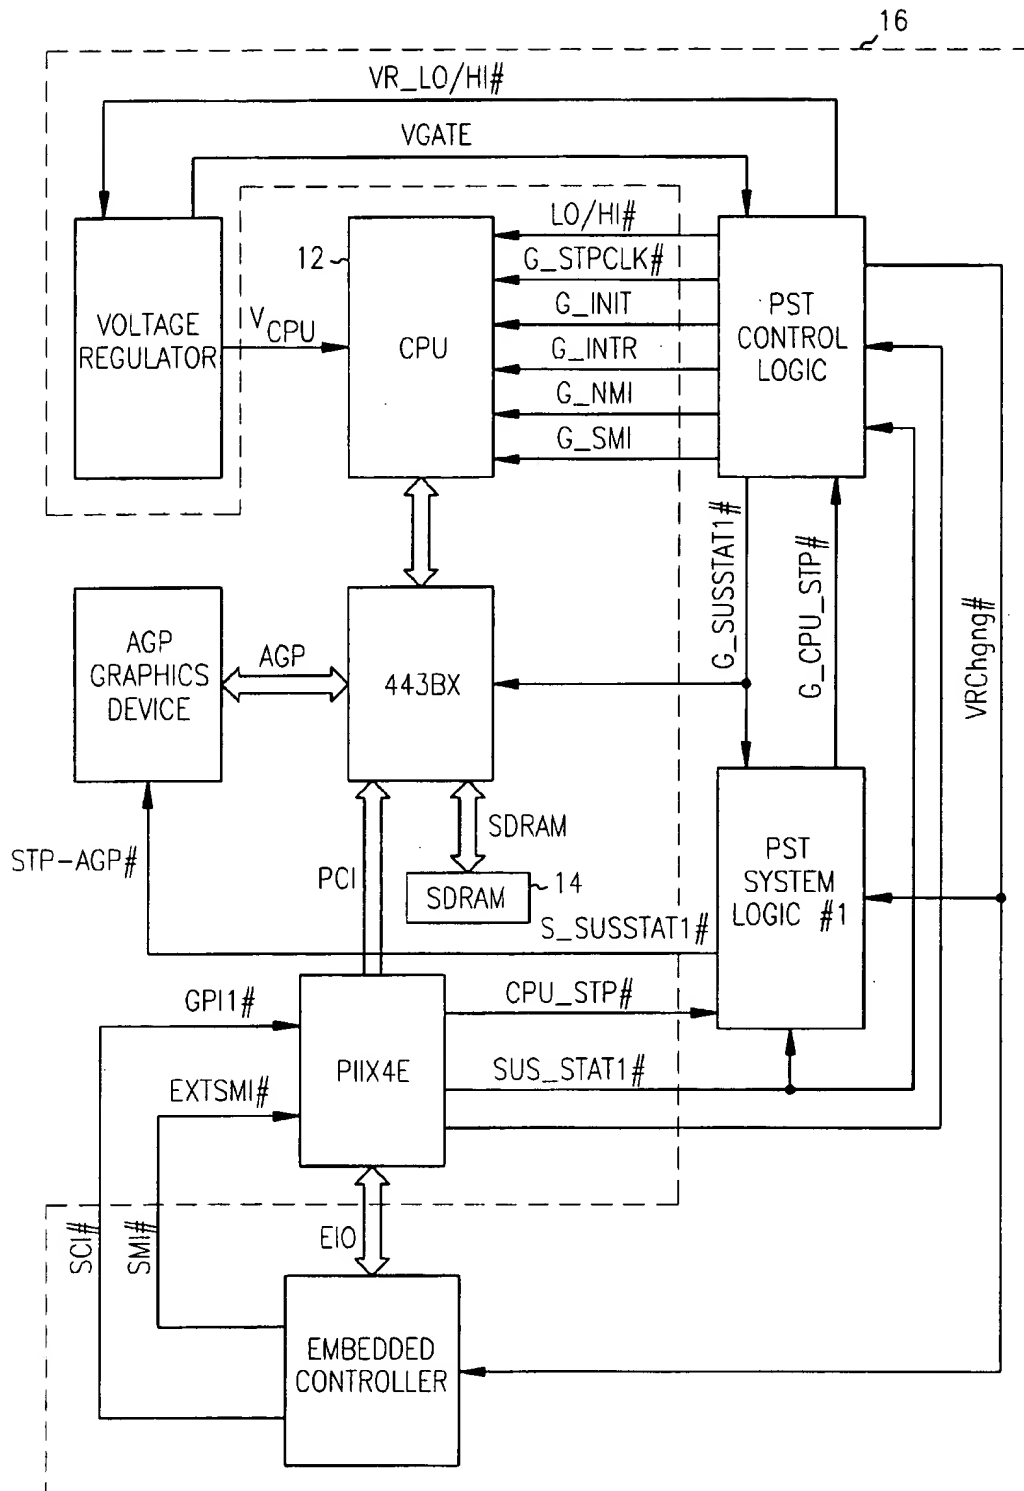 16
VR_LO/HI#
VGATE
LO/HI#
12
G_STPCLK#
VOLTAGE
REGULATOR
VCPU
CPU
G_INIT
G_INTR
G_NMI
G_SMI
PST
CONTROL
LOGIC
G_SUSSTAT1#
G_CPU_STP#
VRChgng#
AGP
GRAPHICS
DEVICE
AGP
443BX
STP-AGP#
PCI
SDRAM
SDRAM
14
PST
SYSTEM
LOGIC #1
S_SUSSTAT1#
GPI1#
CPU_STP#
PIIX4E
EXTSMI#
SUS_STAT1#
SCI#
SMI#
EIO
EMBEDDED
CONTROLLER